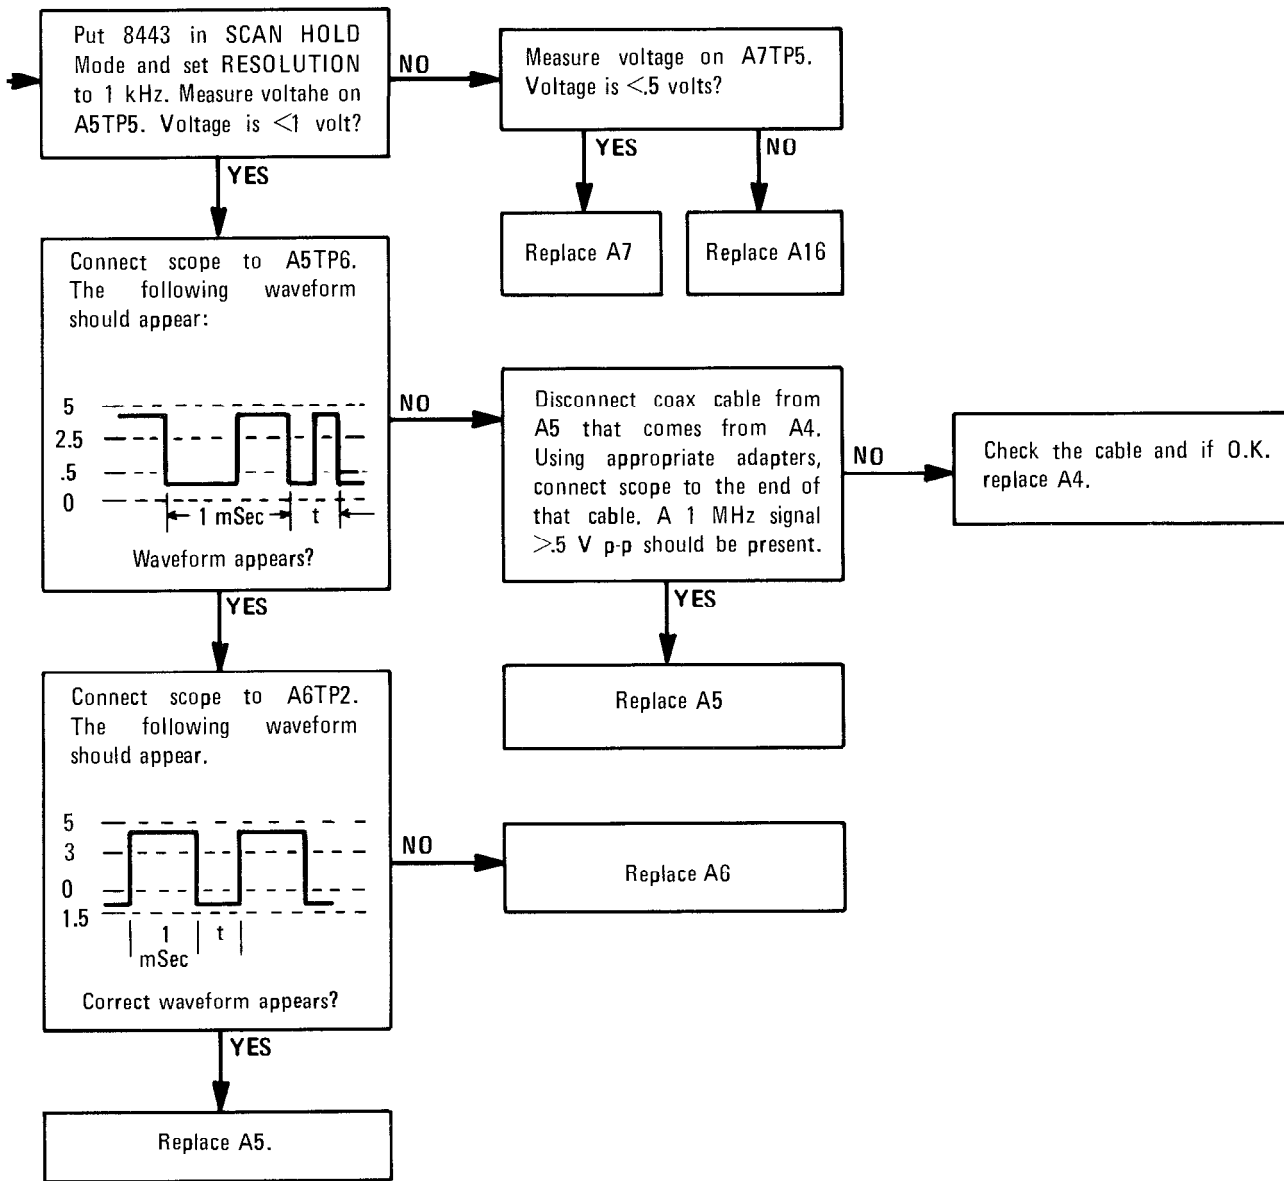 Put 8443 in SCAN HOLD
Mode and set RESOLUTION
to 1 kHz. Measure voltahe on
A5TP5. Voltage is <1 volt?
NO
Measure voltage on A7TP5.
Voltage is <.5 volts?
YES
NO
YES
Replace A7
Replace A16
Connect scope to A5TP6.
The following waveform
should appear:
5
2.5
.5
0
1 mSec
t
Waveform appears?
NO
Disconnect coax cable from
A5 that comes from A4.
Using appropriate adapters,
connect scope to the end of
that cable. A 1 MHz signal
>.5 V p-p should be present.
NO
Check the cable and if O.K.
replace A4.
YES
YES
Replace A5
Connect scope to A6TP2.
The following waveform
should appear.
5
3
0
1.5
1
mSec
t
Correct waveform appears?
NO
Replace A6
YES
Replace A5.